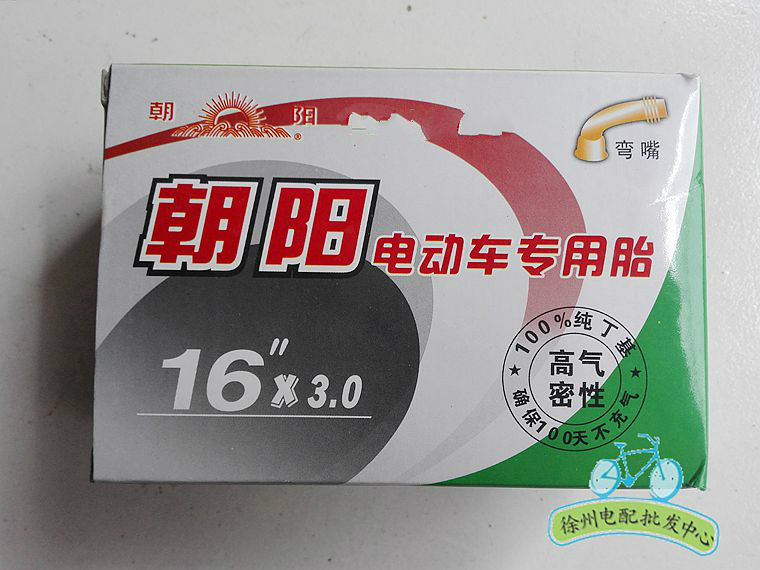 朝 阳
®
弯嘴
朝阳 电动车专用胎
16″x3.0
100%纯丁基
高气
密性
确保100天不充气
徐州电配批发中心